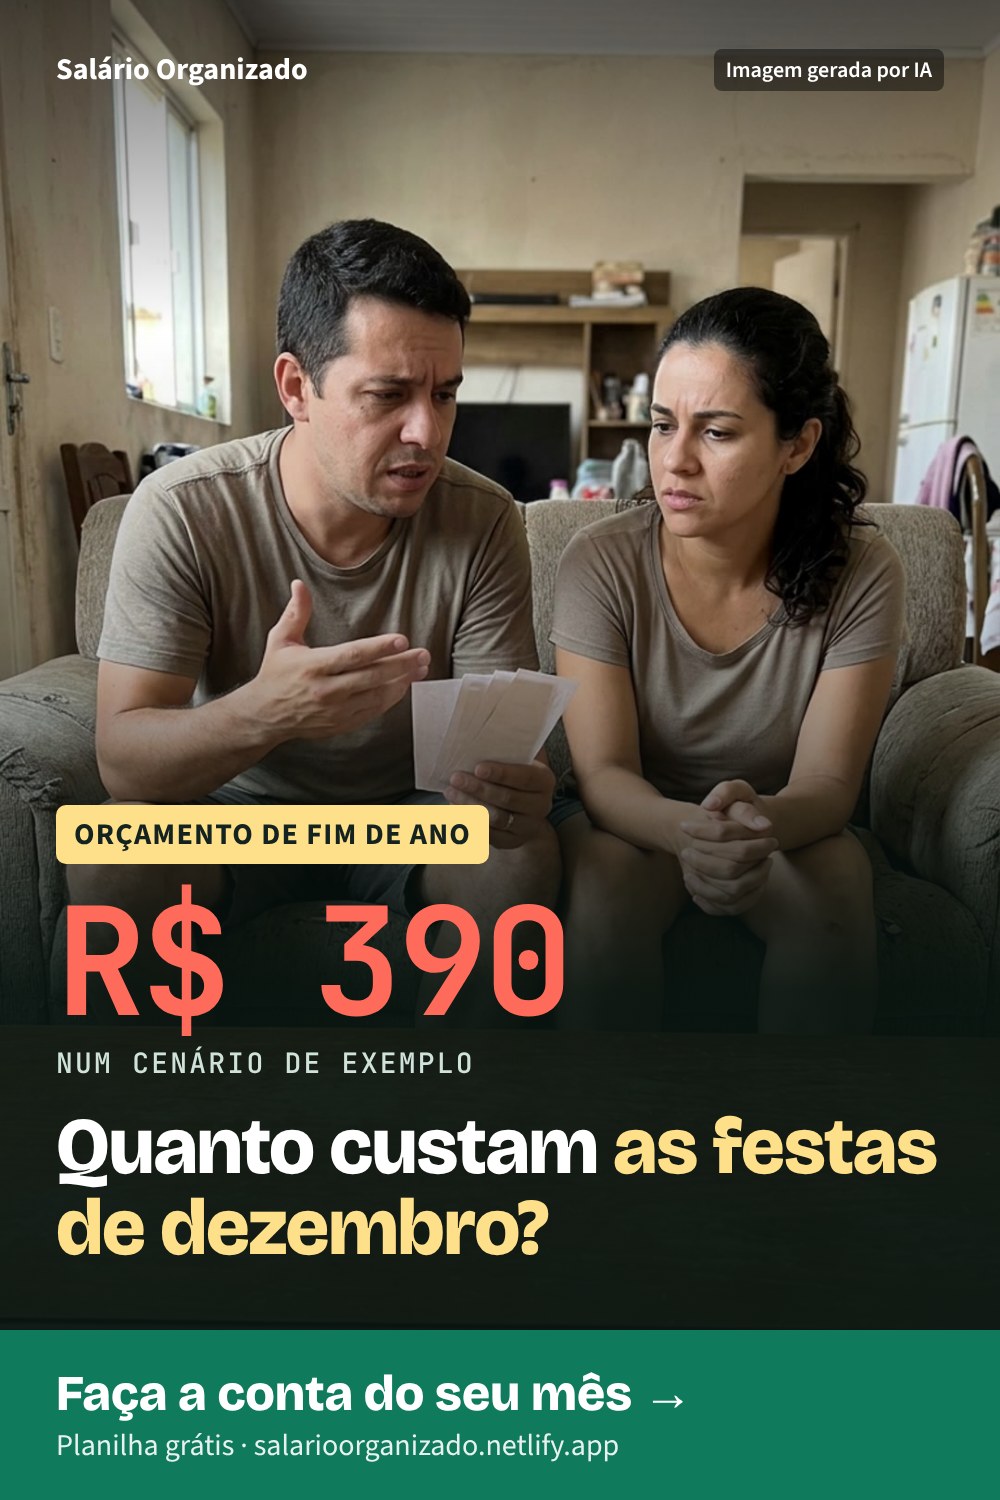 Salário Organizado
Imagem gerada por IA
ORÇAMENTO DE FIM DE ANO
R$ 390
NUM CENÁRIO DE EXEMPLO
Quanto custam as festas
de dezembro?
Faça a conta do seu mês →
Planilha grátis · salarioorganizado.netlify.app